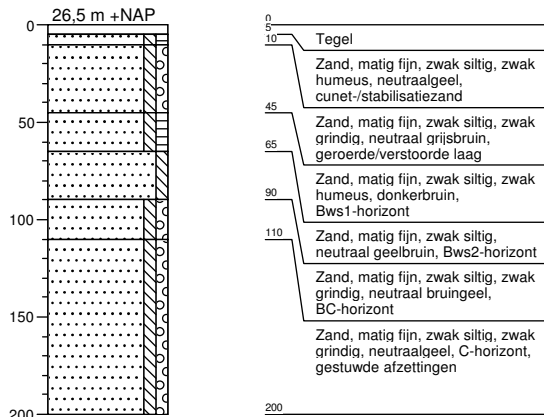 26,5 m +NAP
0
50
100
150
200
0
5
Tegel
10
Zand, matig fijn, zwak siltig, zwak
humeus, neutraalgeel,
cunet-/stabilisatiezand
45
Zand, matig fijn, zwak siltig, zwak
grindig, neutraal grijsbruin,
geroerde/verstoorde laag
65
Zand, matig fijn, zwak siltig, zwak
humeus, donkerbruin,
Bws1-horizont
90
Zand, matig fijn, zwak siltig,
neutraal geelbruin, Bws2-horizont
110
Zand, matig fijn, zwak siltig, zwak
grindig, neutraal bruingeel,
BC-horizont
Zand, matig fijn, zwak siltig, zwak
grindig, neutraalgeel, C-horizont,
gestuwde afzettingen
200